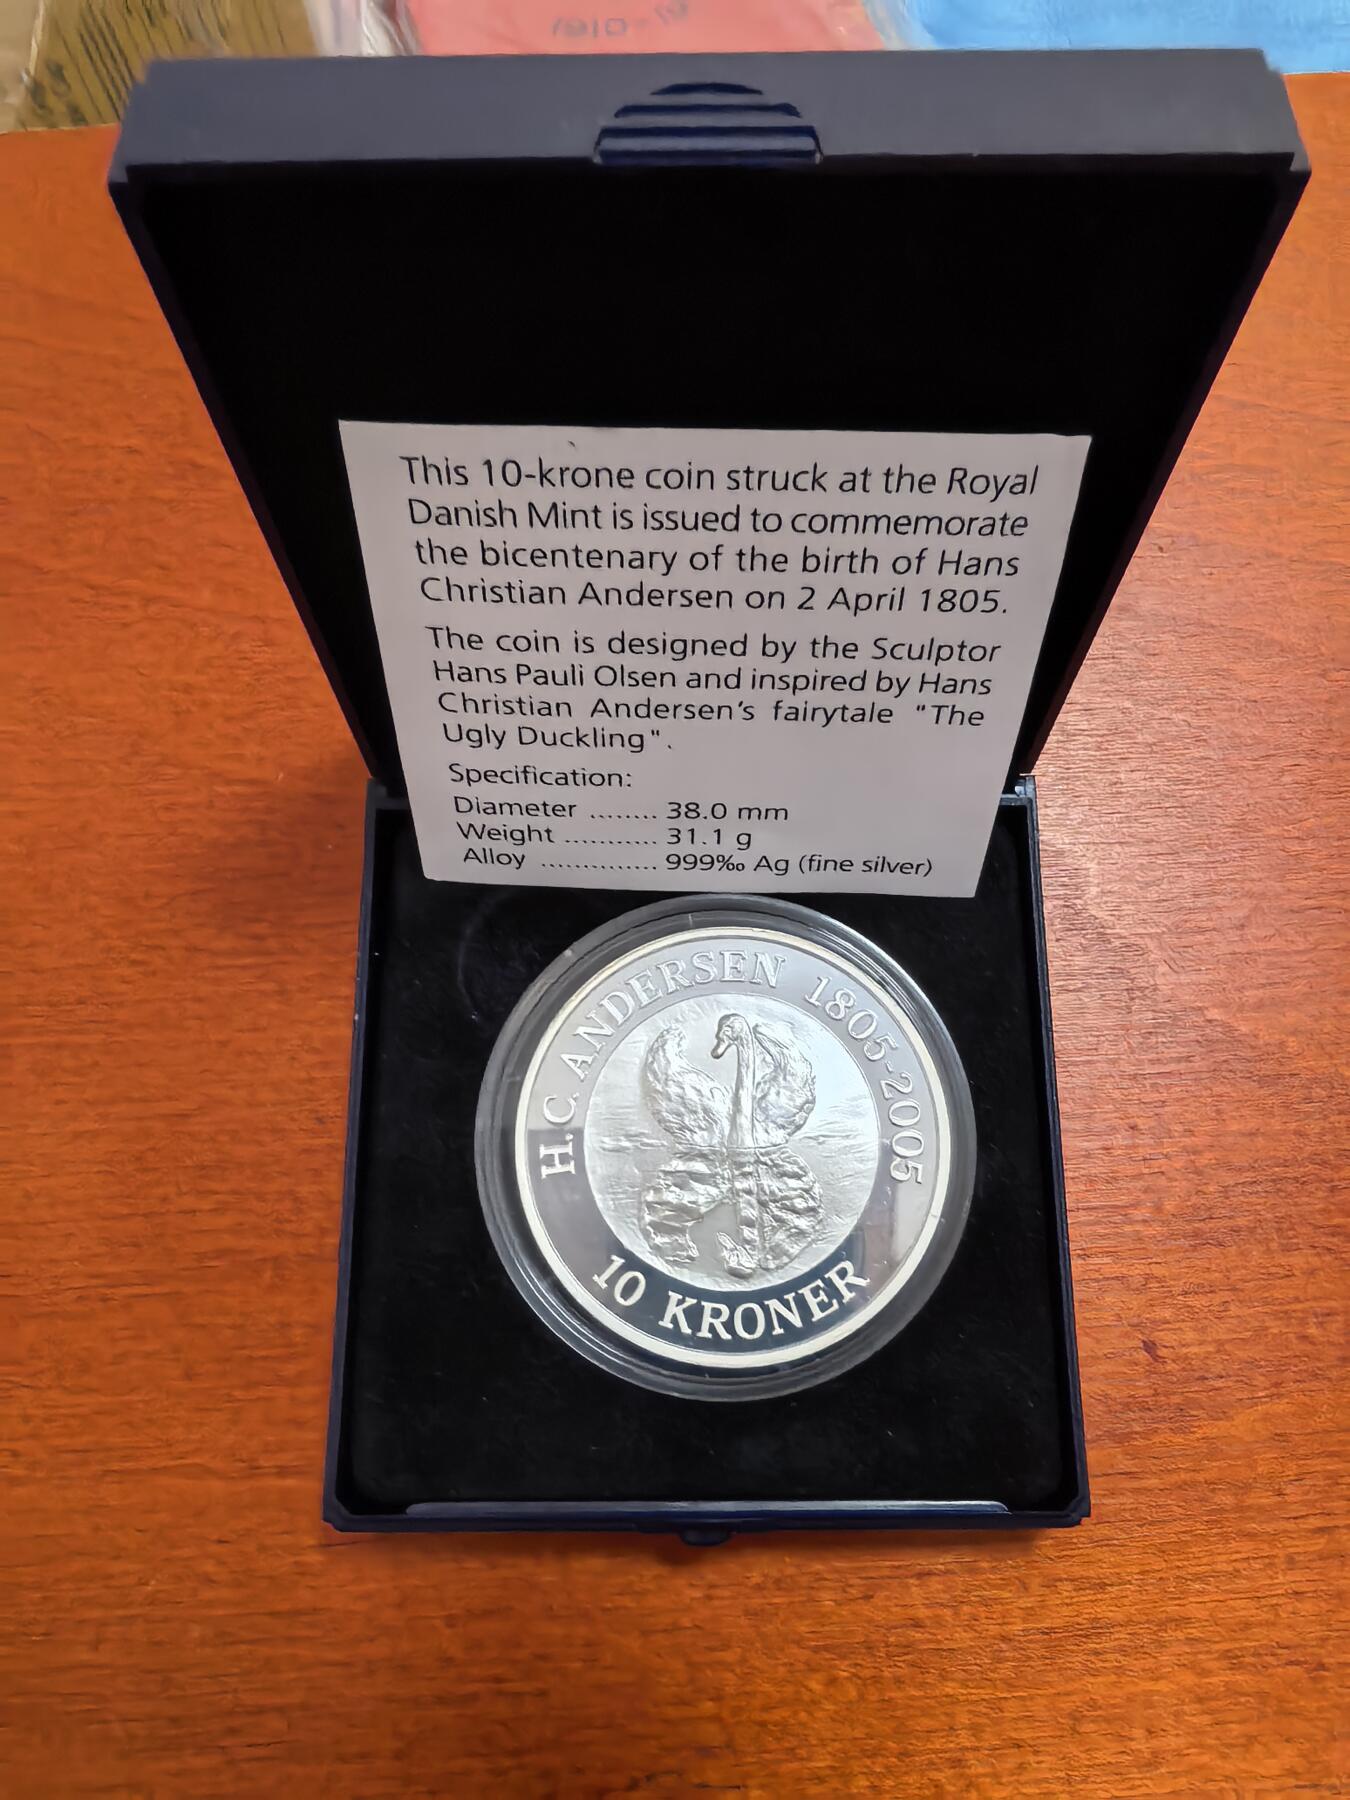 This 10-krone coin struck at the Royal
Danish Mint is issued to commemorate
the bicentenary of the birth of Hans
Christian Andersen on 2 April 1805.
The coin is designed by the Sculptor
Hans Pauli Olsen and inspired by Hans
Christian Andersen's fairytale "The
Ugly Duckling".
Specification:
Diameter ........ 38.0 mm
Weight ........... 31.1 g
Alloy .............. 999‰ Ag (fine silver)
H.C. ANDERSEN 1805-2005
10 KRONER